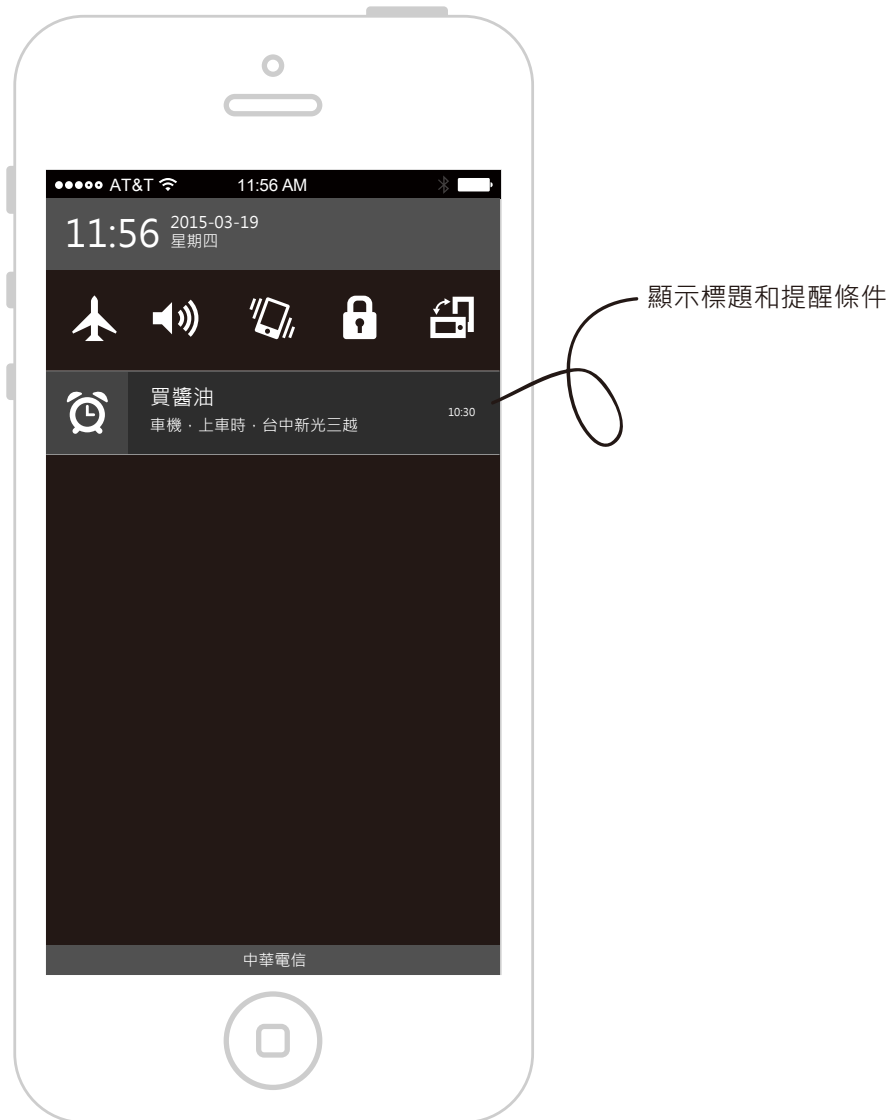 AT&T 11:56 AM
11:56 2015-03-19
星期四
顯示標題和提醒條件
買醬油
車機．上車時．台中新光三越 10:30
中華電信